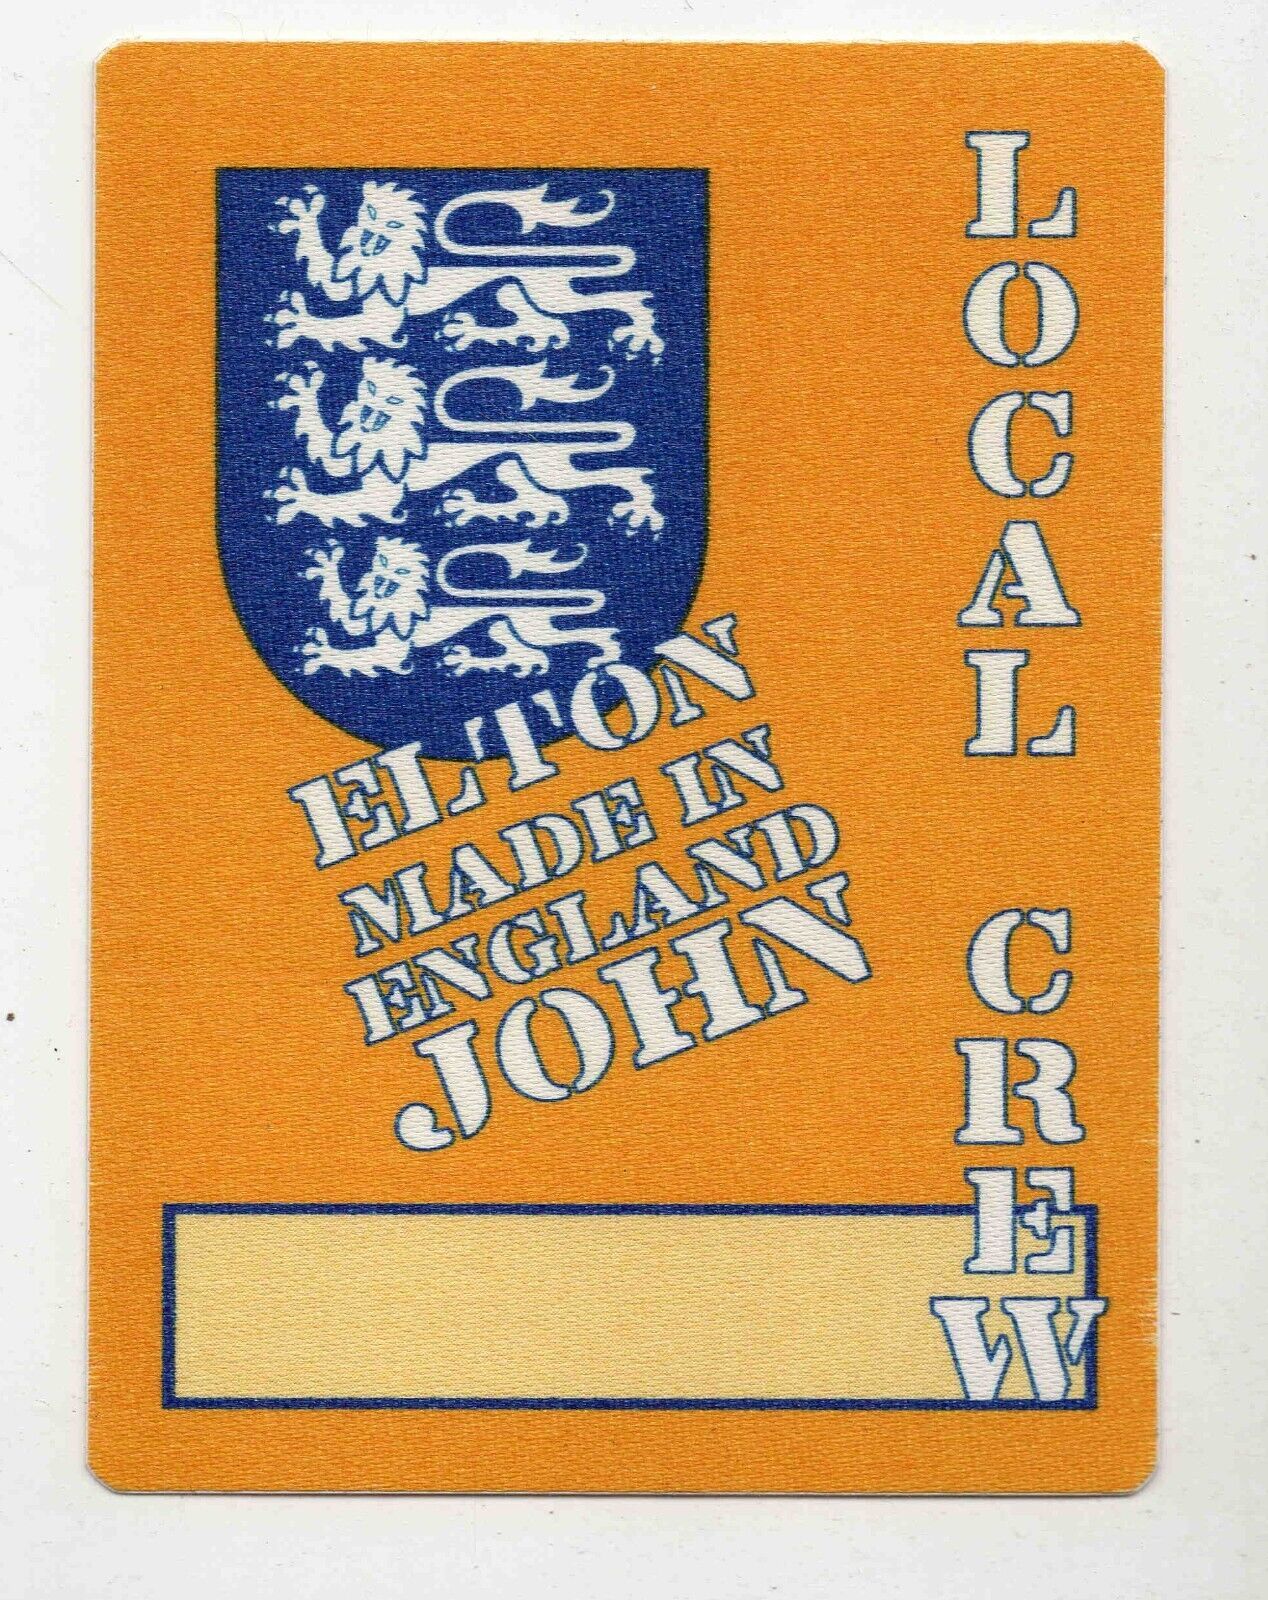 ELTON
MADE IN
ENGLAND
JOHN
LOCAL CREW